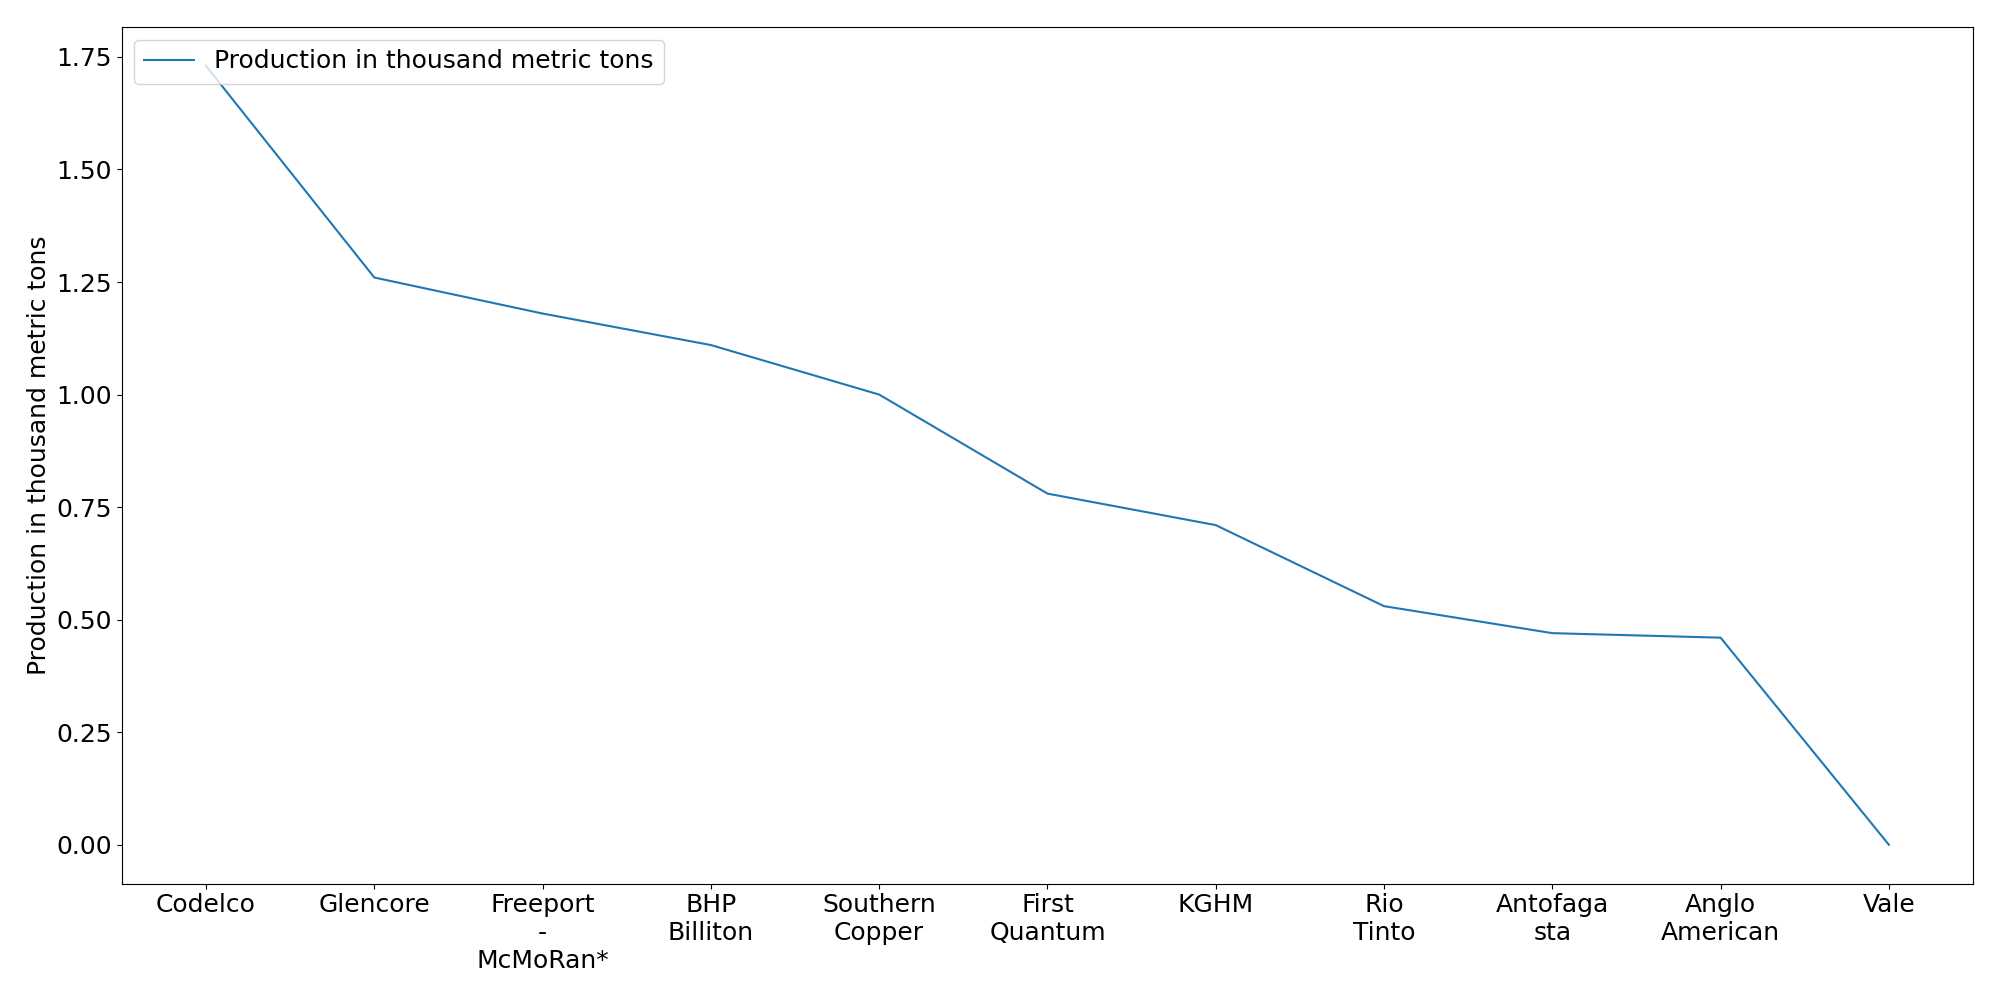 Production in thousand metric tons
Production in thousand metric tons
1.75
1.50
1.25
1.00
0.75
0.50
0.25
0.00
Codelco
Glencore
Freeport
-
McMoRan*
BHP
Billiton
Southern
Copper
First
Quantum
KGHM
Rio
Tinto
Antofaga
sta
Anglo
American
Vale